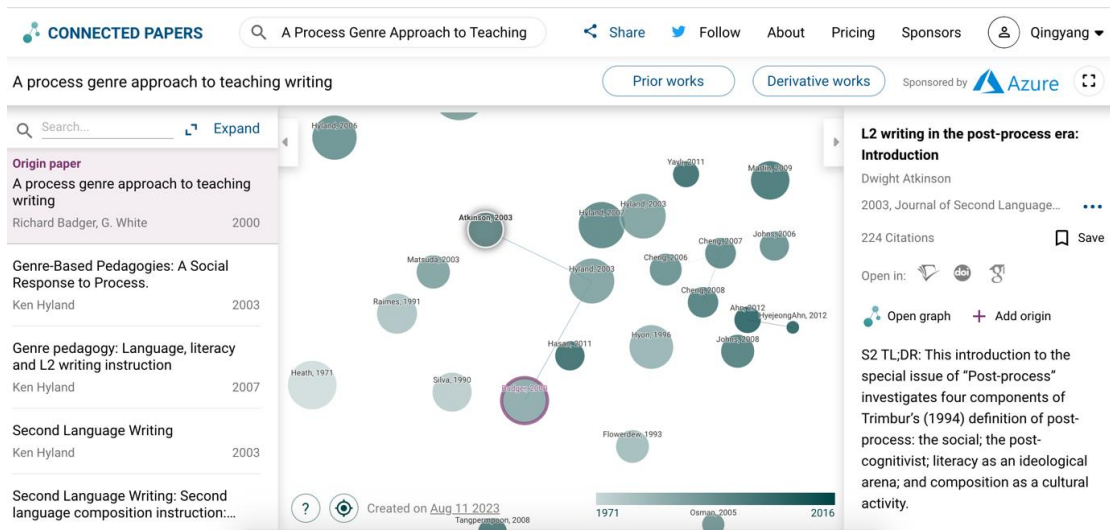 CONNECTED PAPERS
A Process Genre Approach to Teaching
Share
Follow
About
Pricing
Sponsors
Qingyang
A process genre approach to teaching writing
Prior works
Derivative works
Sponsored by
Azure
Search...
Expand
Origin paper
A process genre approach to teaching
writing
Richard Badger, G. White
2000
Genre-Based Pedagogies: A Social
Response to Process.
Ken Hyland
2003
Genre pedagogy: Language, literacy
and L2 writing instruction
Ken Hyland
2007
Second Language Writing
Ken Hyland
2003
Second Language Writing: Second
language composition instruction:...
Hyland, 2006
Yayli, 2011
Martin, 2009
Atkinson, 2003
Hyland, 2007
Hyland, 2003
Johns, 2006
Cheng, 2007
Matsuda, 2003
Cheng, 2006
Hyland, 2003
Cheng, 2008
Raimes, 1991
Ahn, 2012
HyejeongAhn, 2012
Hyon, 1996
Johns, 2008
Hasan, 2011
Heath, 1971
Silva, 1990
Badger, 2000
Flowerdew, 1993
?
Created on Aug 11 2023
Tangpermpoon, 2008
1971
2016
Osman, 2005
L2 writing in the post-process era:
Introduction
Dwight Atkinson
2003, Journal of Second Language...
224 Citations
Save
Open in:
doi
Open graph
Add origin
S2 TL;DR: This introduction to the
special issue of “Post-process”
investigates four components of
Trimbur’s (1994) definition of post-
process: the social; the post-
cognitivist; literacy as an ideological
arena; and composition as a cultural
activity.